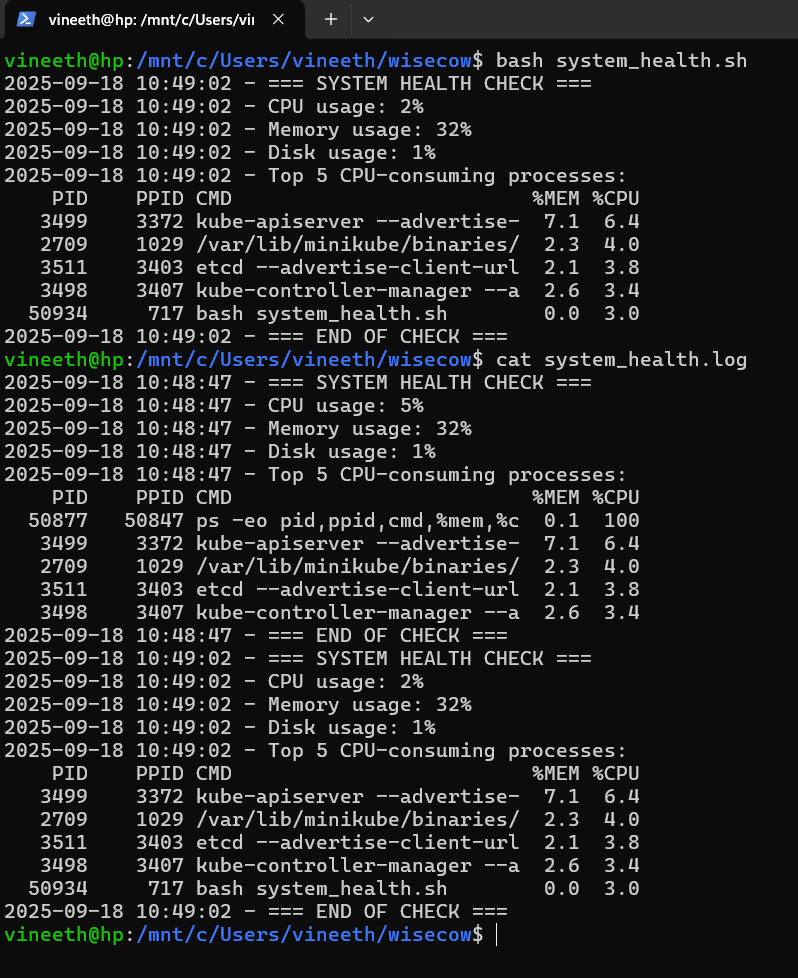 vineeth@hp: /mnt/c/Users/vi
vineeth@hp:/mnt/c/Users/vineeth/wisecow$ bash system_health.sh
2025-09-18 10:49:02 - === SYSTEM HEALTH CHECK ===
2025-09-18 10:49:02 - CPU usage: 2%
2025-09-18 10:49:02 - Memory usage: 32%
2025-09-18 10:49:02 - Disk usage: 1%
2025-09-18 10:49:02 - Top 5 CPU-consuming processes:
    PID    PPID CMD                         %MEM %CPU
   3499    3372 kube-apiserver --advertise-  7.1  6.4
   2709    1029 /var/lib/minikube/binaries/  2.3  4.0
   3511    3403 etcd --advertise-client-url  2.1  3.8
   3498    3407 kube-controller-manager --a  2.6  3.4
  50934     717 bash system_health.sh        0.0  3.0
2025-09-18 10:49:02 - === END OF CHECK ===
vineeth@hp:/mnt/c/Users/vineeth/wisecow$ cat system_health.log
2025-09-18 10:48:47 - === SYSTEM HEALTH CHECK ===
2025-09-18 10:48:47 - CPU usage: 5%
2025-09-18 10:48:47 - Memory usage: 32%
2025-09-18 10:48:47 - Disk usage: 1%
2025-09-18 10:48:47 - Top 5 CPU-consuming processes:
    PID    PPID CMD                         %MEM %CPU
  50877   50847 ps -eo pid,ppid,cmd,%mem,%c  0.1  100
   3499    3372 kube-apiserver --advertise-  7.1  6.4
   2709    1029 /var/lib/minikube/binaries/  2.3  4.0
   3511    3403 etcd --advertise-client-url  2.1  3.8
   3498    3407 kube-controller-manager --a  2.6  3.4
2025-09-18 10:48:47 - === END OF CHECK ===
2025-09-18 10:49:02 - === SYSTEM HEALTH CHECK ===
2025-09-18 10:49:02 - CPU usage: 2%
2025-09-18 10:49:02 - Memory usage: 32%
2025-09-18 10:49:02 - Disk usage: 1%
2025-09-18 10:49:02 - Top 5 CPU-consuming processes:
    PID    PPID CMD                         %MEM %CPU
   3499    3372 kube-apiserver --advertise-  7.1  6.4
   2709    1029 /var/lib/minikube/binaries/  2.3  4.0
   3511    3403 etcd --advertise-client-url  2.1  3.8
   3498    3407 kube-controller-manager --a  2.6  3.4
  50934     717 bash system_health.sh        0.0  3.0
2025-09-18 10:49:02 - === END OF CHECK ===
vineeth@hp:/mnt/c/Users/vineeth/wisecow$